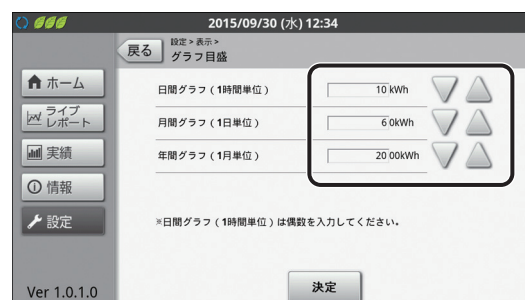 2015/09/30 (水) 12:34
戻る
設定 > 表示 >
グラフ目盛
ホーム
ライブ
レポート
実績
情報
設定
Ver 1.0.1.0
日間グラフ ( 1時間単位 )
10 kWh
月間グラフ ( 1日単位 )
6 0kWh
年間グラフ ( 1月単位 )
20 00kWh
※日間グラフ ( 1時間単位 ) は偶数を入力してください。
決定